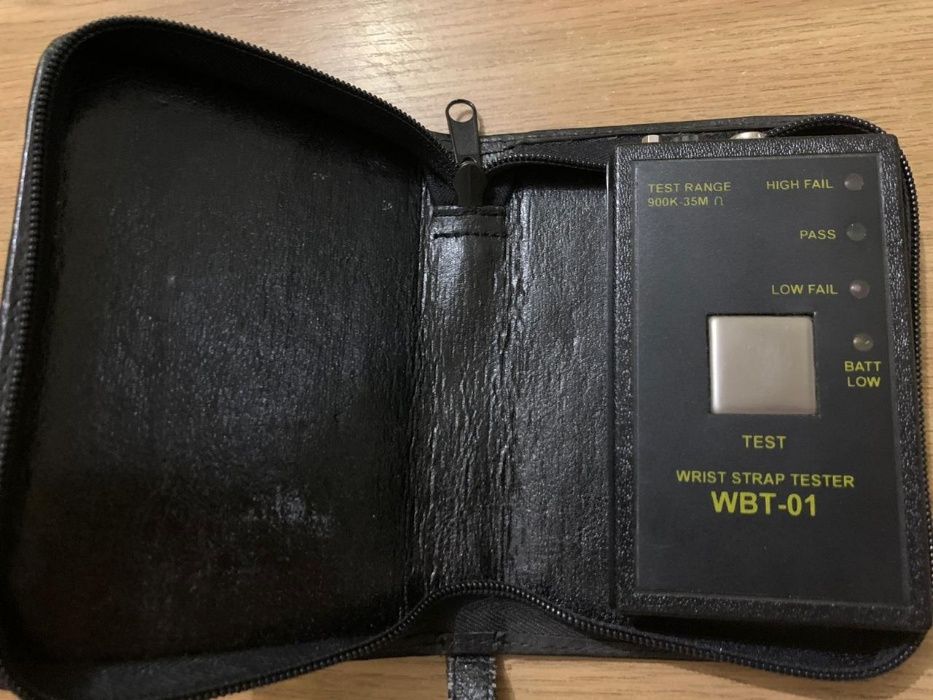 TEST RANGE
900K-35M ∩
HIGH FAIL
PASS
LOW FAIL
BATT
LOW
TEST
WRIST STRAP TESTER
WBT-01